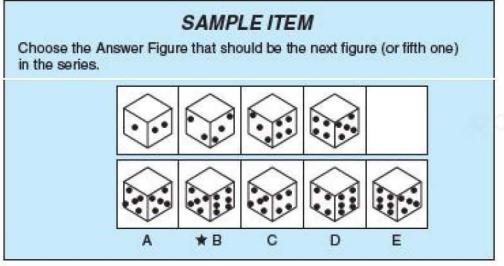 SAMPLE ITEM
Choose the Answer Figure that should be the next figure (or fifth one)
in the series.
A ★ B C D E